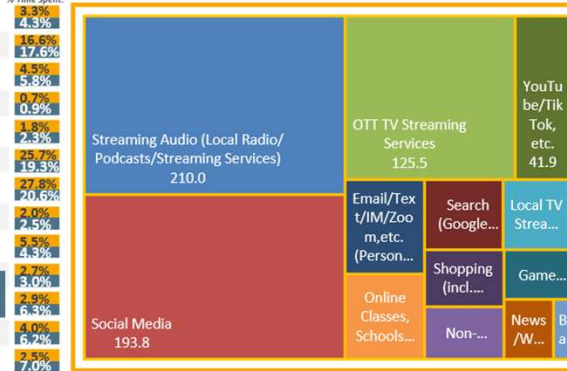 % Time Spent:
3.3%
4.3%
16.6%
17.6%
4.5%
5.8%
0.7%
0.9%
1.8%
2.3%
25.7%
19.3%
27.8%
20.6%
2.0%
2.5%
5.5%
4.3%
2.7%
3.0%
2.9%
6.3%
4.0%
6.2%
2.5%
7.0%
Streaming Audio (Local Radio/
Podcasts/Streaming Services)
210.0
Social Media
193.8
OTT TV Streaming
Services
125.5
YouTu
be/Tik
Tok,
etc.
41.9
Email/Tex
t/IM/Zoo
m,etc.
(Person...
Search
(Google...
Local TV
Strea...
Shopping
(incl....
Game...
Online
Classes,
Schools...
Non-...
News
/W...
B
a